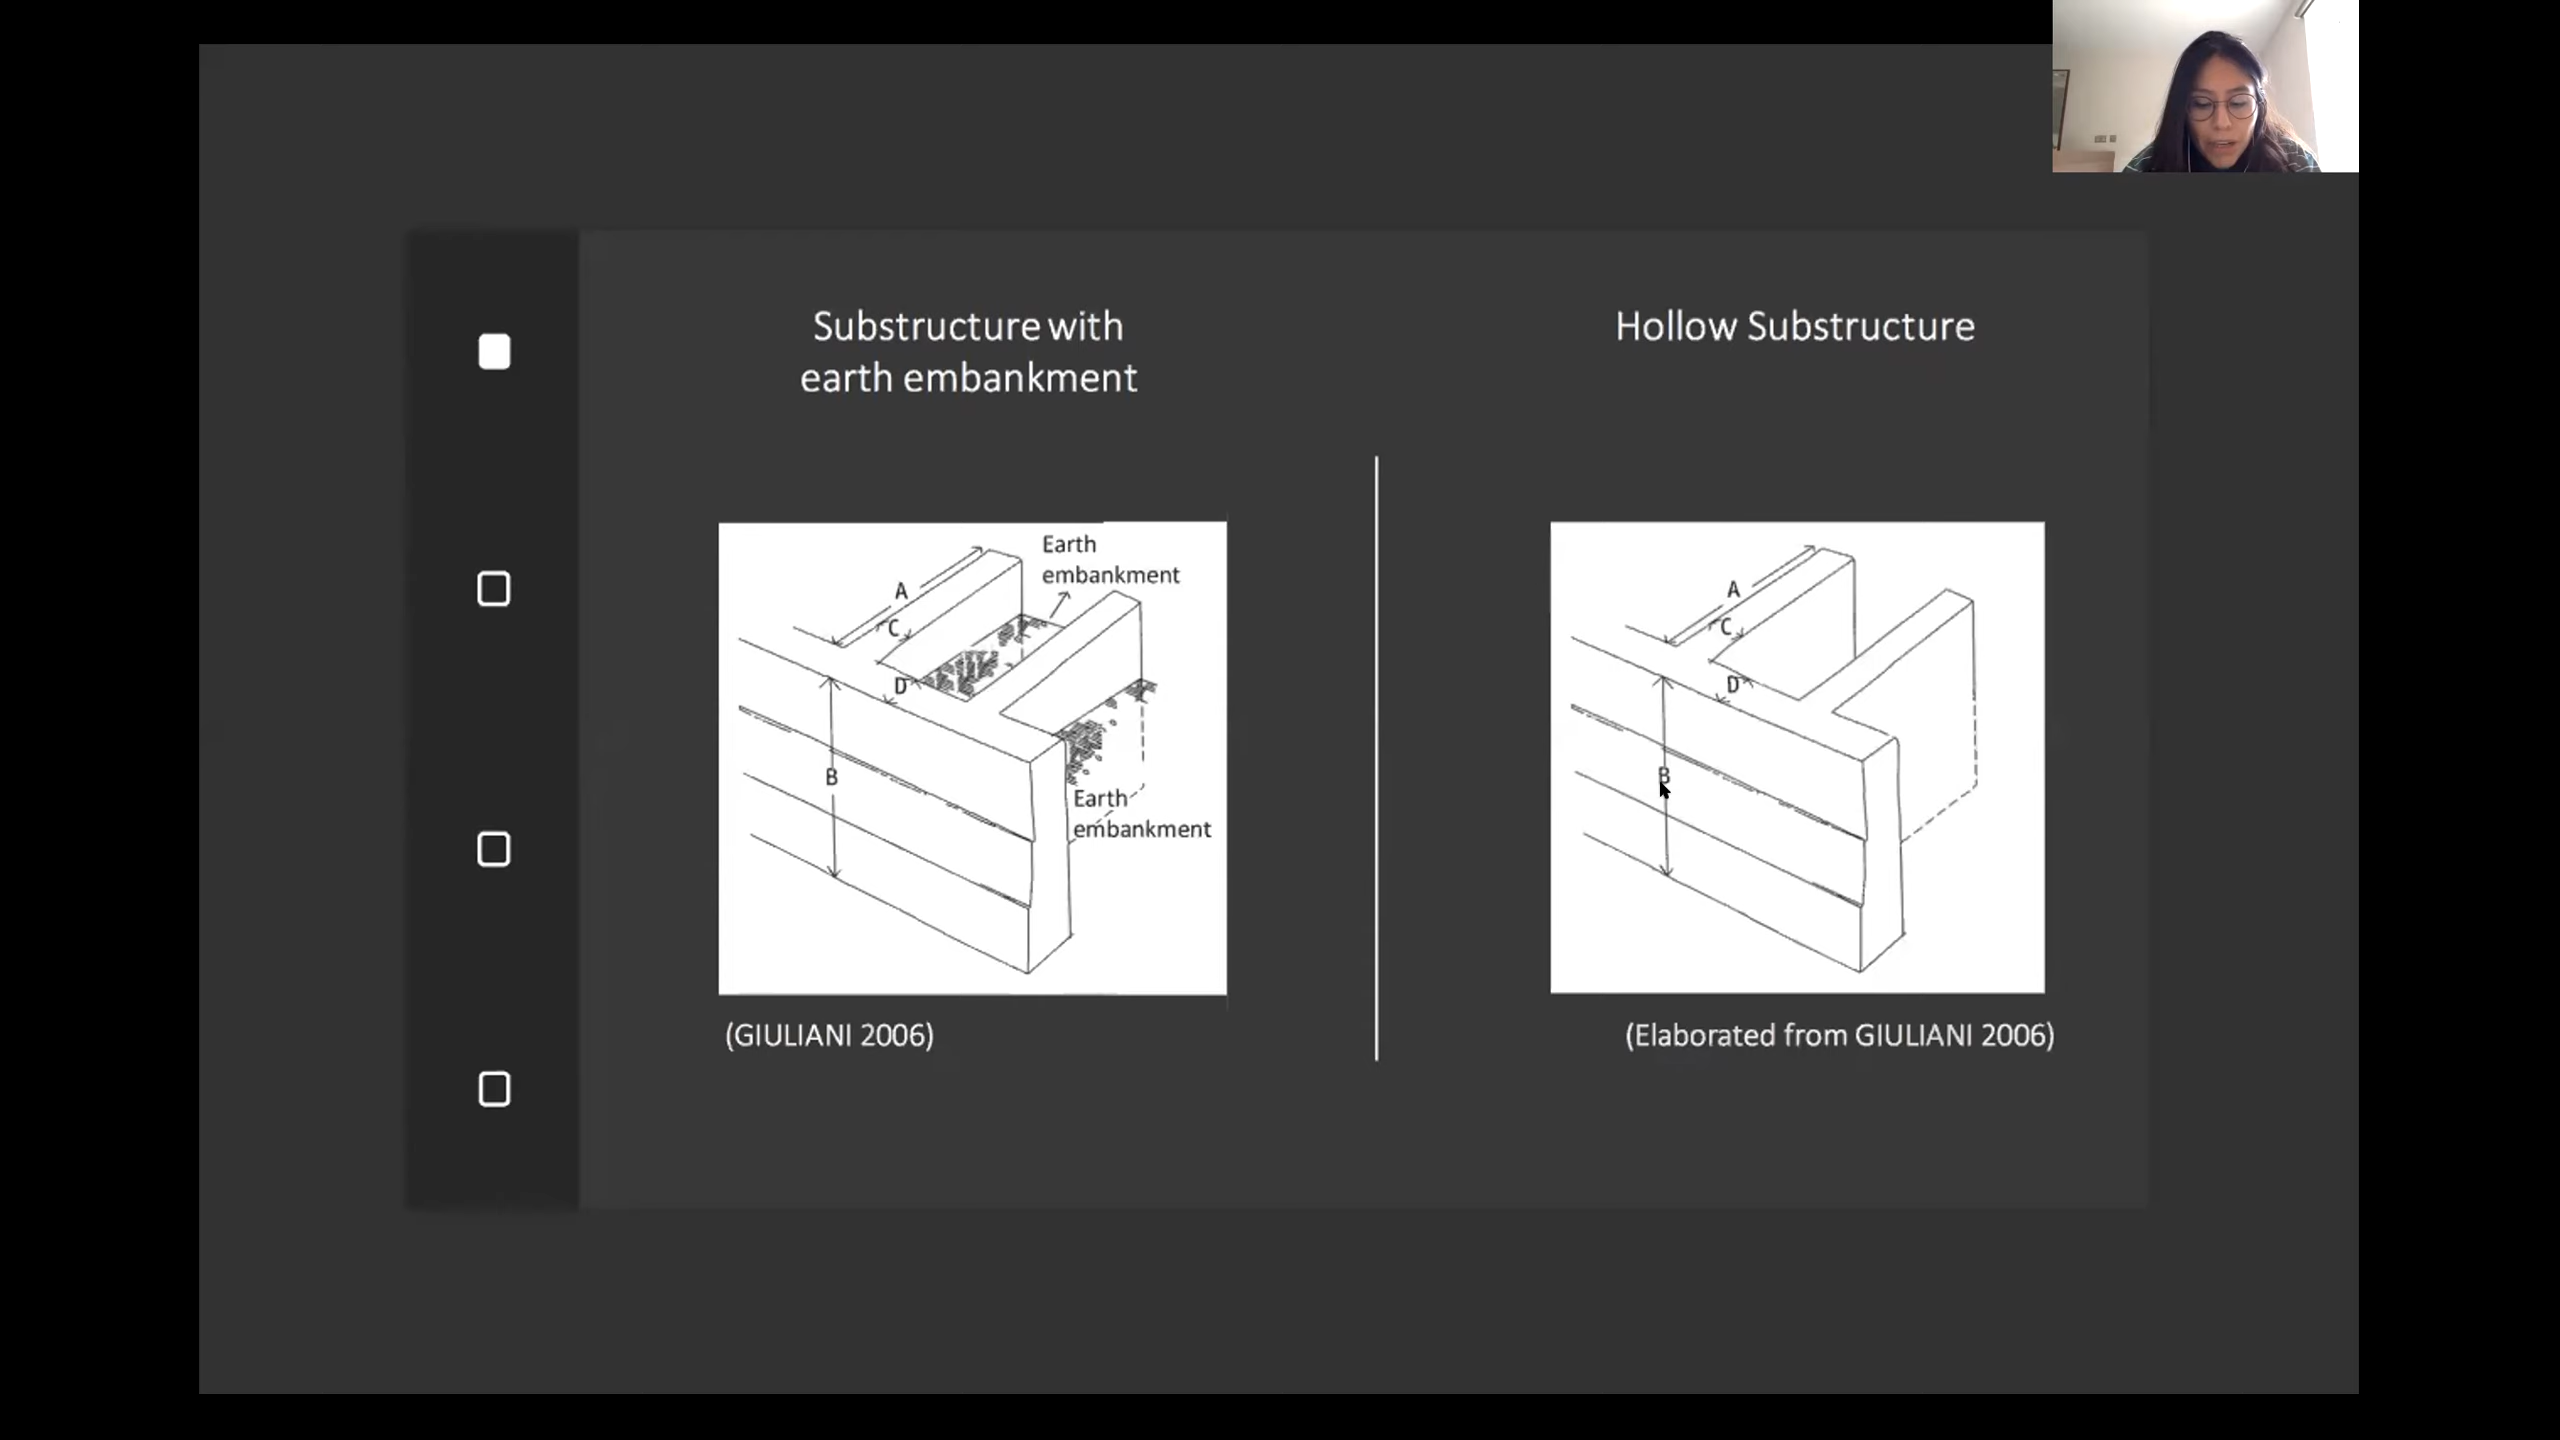 Substructure with
earth embankment
Hollow Substructure
Earth
embankment
A
C
D
B
Earth
embankment
A
C
D
B
(GIULIANI 2006)
(Elaborated from GIULIANI 2006)